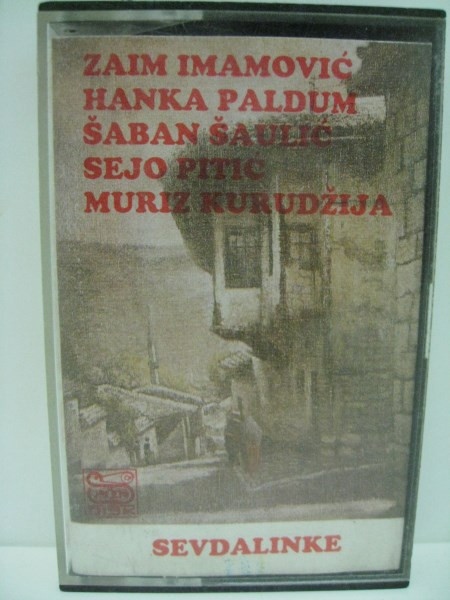 ZAIM IMAMOVIĆ
HANKA PALDUM
ŠABAN ŠAULIĆ
SEJO PITIĆ
MURIZ KURUDŽIJA
SEVDALINKE